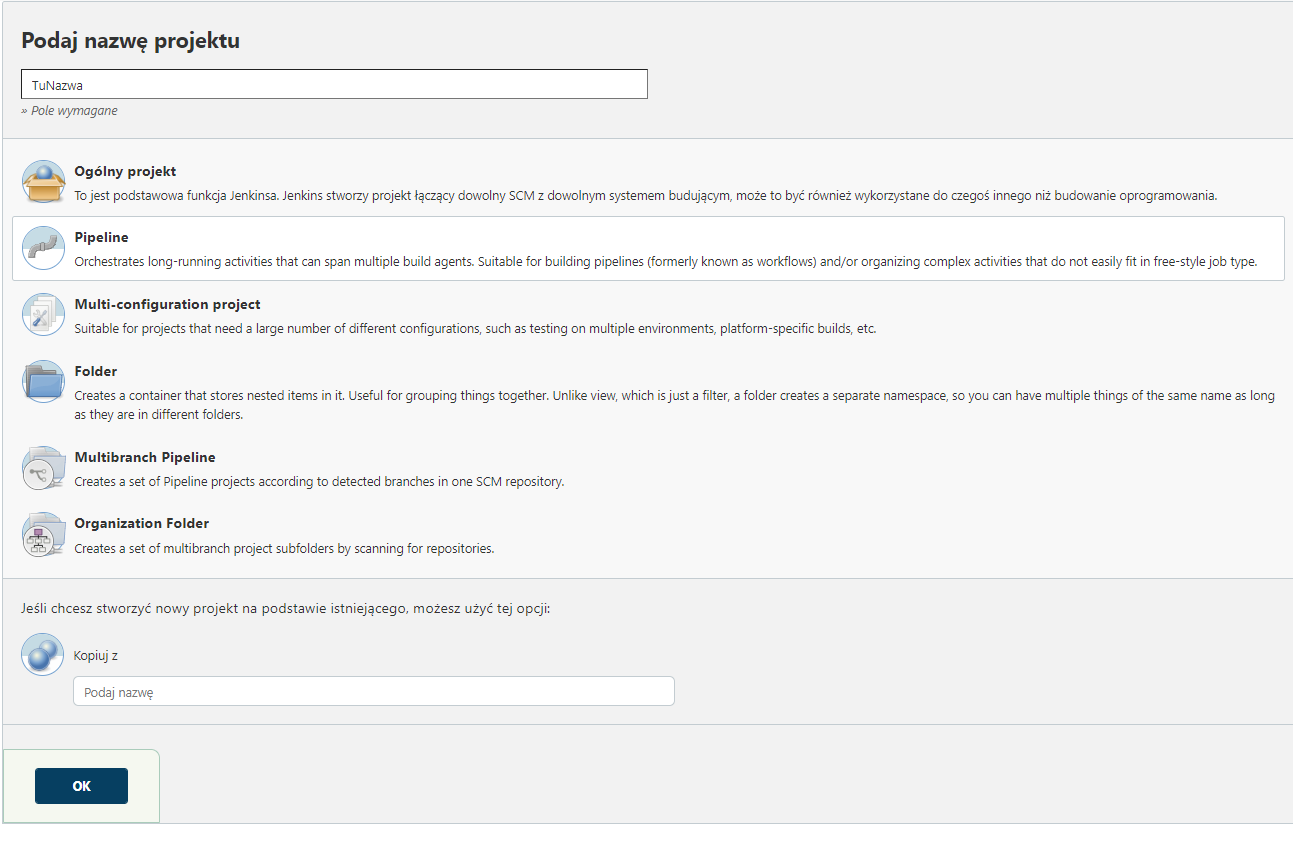 Podaj nazwę projektu
TuNazwa
» Pole wymagane
Ogólny projekt
To jest podstawowa funkcja Jenkinsa. Jenkins stworzy projekt łączący dowolny SCM z dowolnym systemem budującym, może to być również wykorzystane do czegoś innego niż budowanie oprogramowania.
Pipeline
Orchestrates long-running activities that can span multiple build agents. Suitable for building pipelines (formerly known as workflows) and/or organizing complex activities that do not easily fit in free-style job type.
Multi-configuration project
Suitable for projects that need a large number of different configurations, such as testing on multiple environments, platform-specific builds, etc.
Folder
Creates a container that stores nested items in it. Useful for grouping things together. Unlike view, which is just a filter, a folder creates a separate namespace, so you can have multiple things of the same name as long
as they are in different folders.
Multibranch Pipeline
Creates a set of Pipeline projects according to detected branches in one SCM repository.
Organization Folder
Creates a set of multibranch project subfolders by scanning for repositories.
Jeśli chcesz stworzyć nowy projekt na podstawie istniejącego, możesz użyć tej opcji:
Kopiuj z
Podaj nazwę
OK